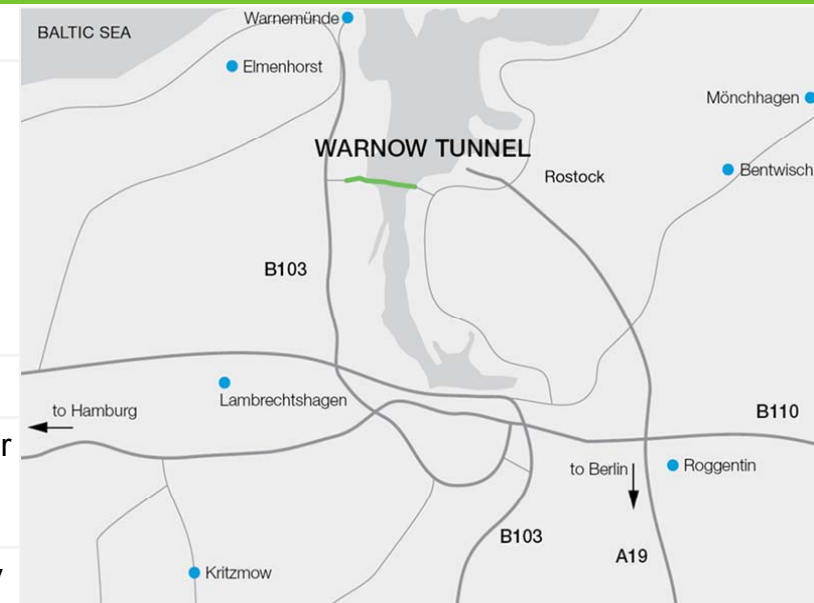 Warnemünde
BALTIC SEA
Elmenhorst
Mönchhagen
WARNOW TUNNEL
Bentwisch
Rostock
B103
Lambrechtshagen
to Hamburg
B110
to Berlin
Roggentin
B103
A19
Kritzmow